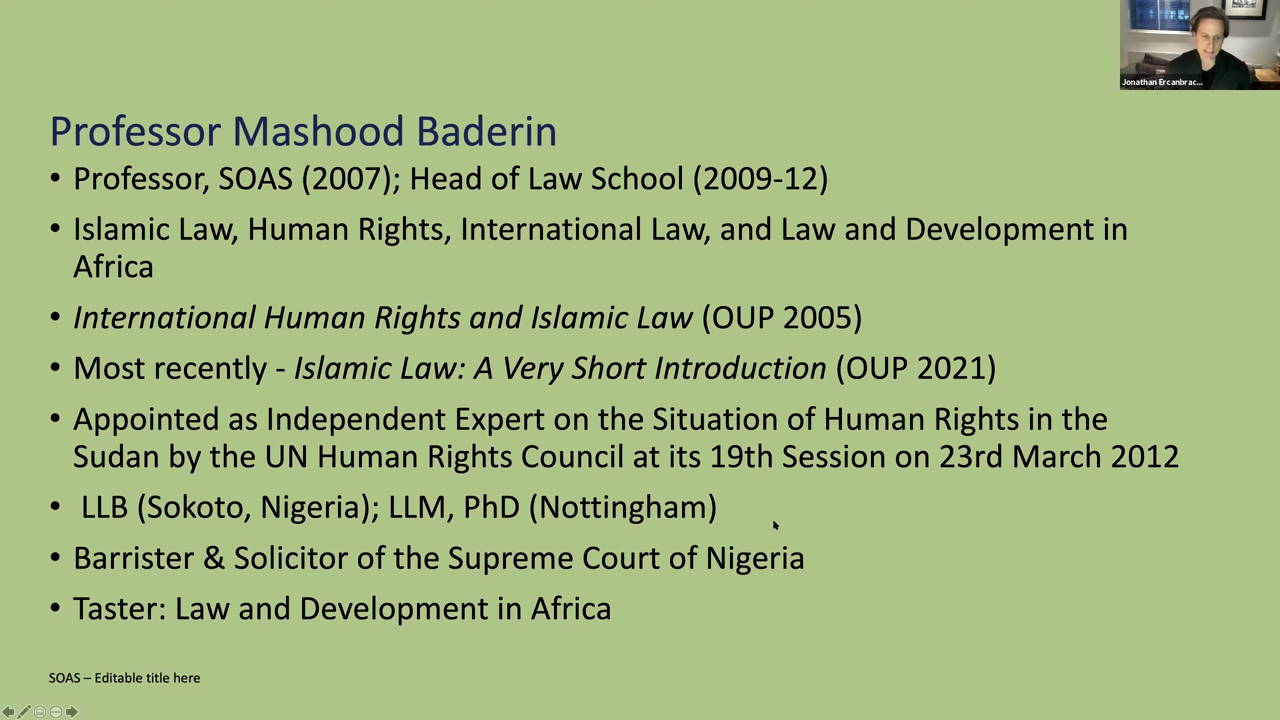 Jonathan Ercanbrac...
Professor Mashood Baderin
• Professor, SOAS (2007); Head of Law School (2009-12)
• Islamic Law, Human Rights, International Law, and Law and Development in
Africa
• International Human Rights and Islamic Law (OUP 2005)
• Most recently - Islamic Law: A Very Short Introduction (OUP 2021)
• Appointed as Independent Expert on the Situation of Human Rights in the
Sudan by the UN Human Rights Council at its 19th Session on 23rd March 2012
• LLB (Sokoto, Nigeria); LLM, PhD (Nottingham)
• Barrister & Solicitor of the Supreme Court of Nigeria
• Taster: Law and Development in Africa
SOAS – Editable title here